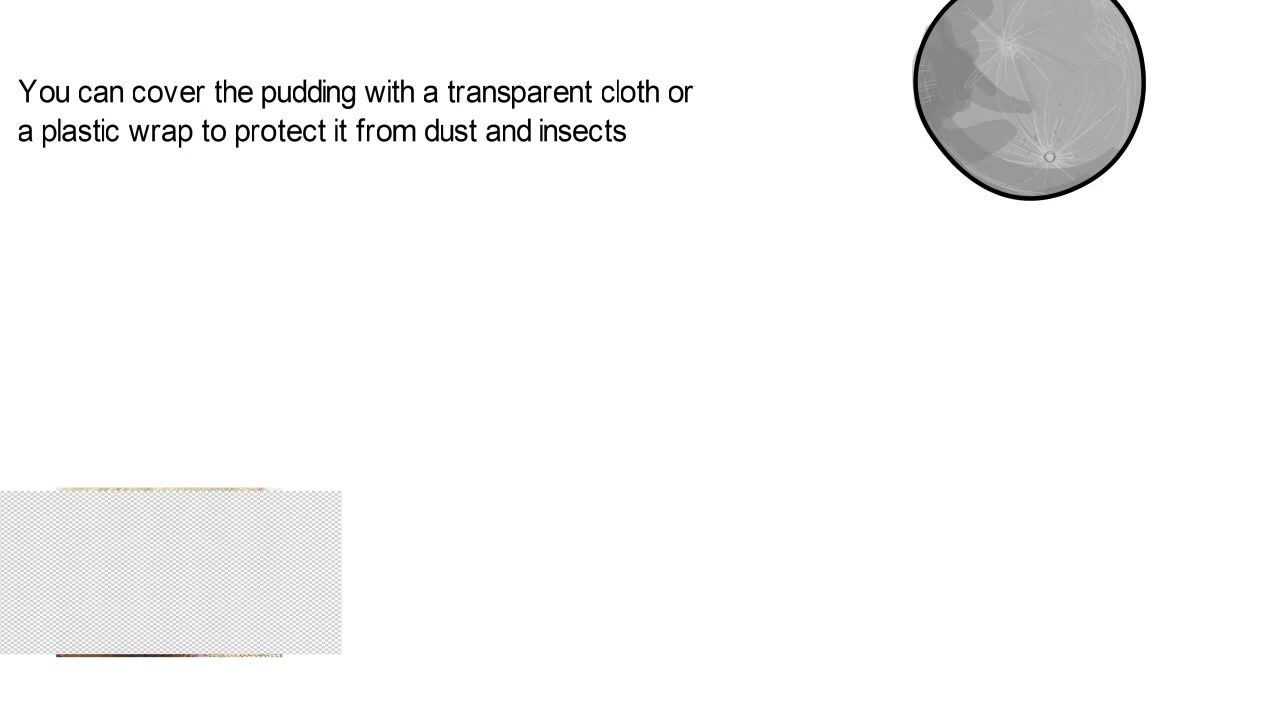 You can cover the pudding with a transparent cloth or
a plastic wrap to protect it from dust and insects